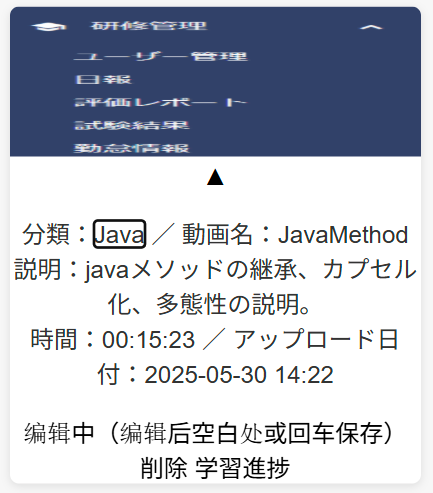 研修管理
ユーザー管理
日報
評価レポート
試験結果
勤怠情報
分類：Java ／ 動画名：JavaMethod
説明：javaメソッドの継承、カプセル
化、多態性の説明。
時間：00:15:23 ／ アップロード日
付：2025-05-30 14:22
编辑中（编辑后空白处或回车保存）
削除 学習進捗